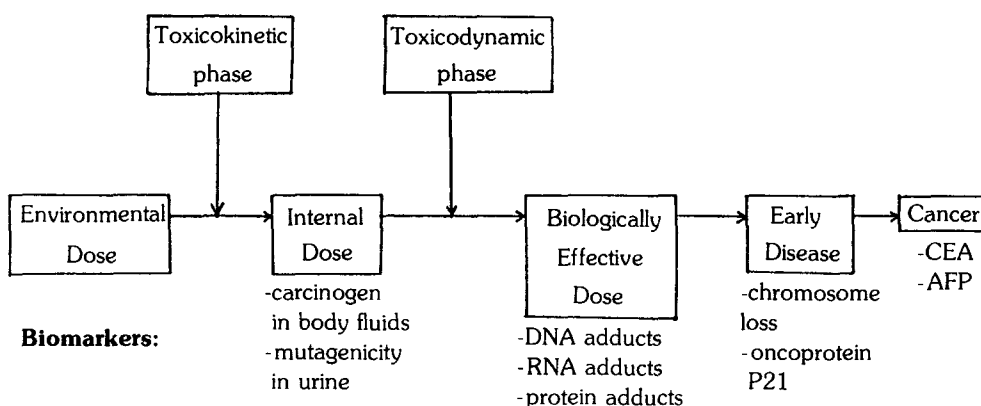 Toxicokinetic
phase
Toxicodynamic
phase
Environmental
Dose
Internal
Dose
Biologically
Effective
Dose
Early
Disease
Cancer
Biomarkers:
-carcinogen
in body fluids
-mutagenicity
in urine
-DNA adducts
-RNA adducts
-protein adducts
-chromosome
loss
-oncoprotein
P21
-CEA
-AFP